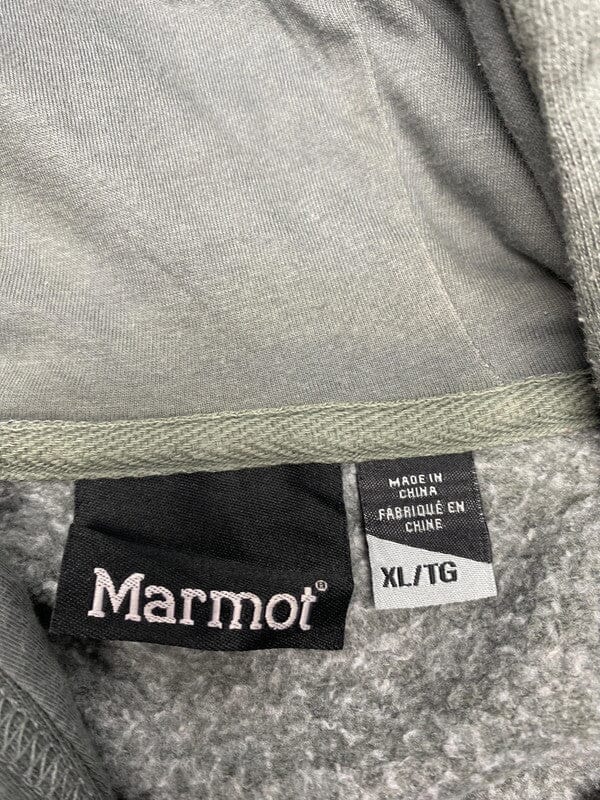 Marmot®
MADE IN
CHINA
FABRIQUÉ EN
CHINE
XL/TG